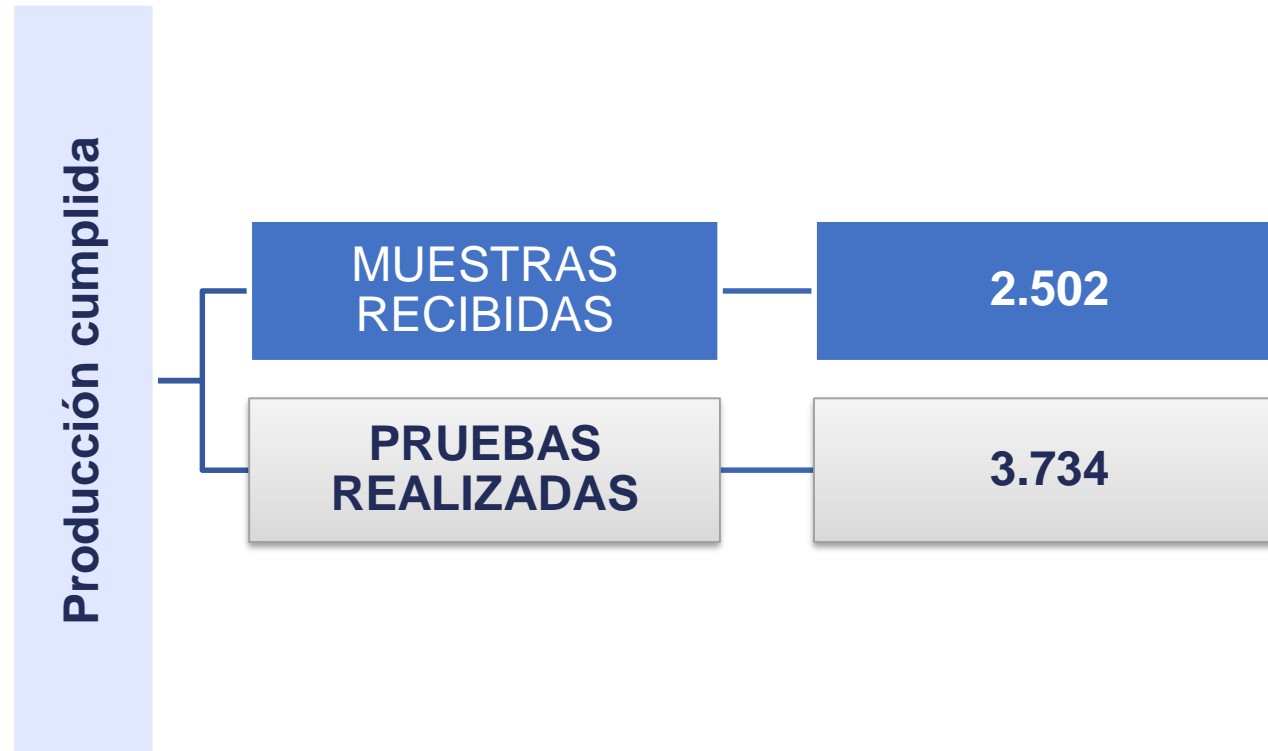 Producción cumplida
MUESTRAS
RECIBIDAS
2.502
PRUEBAS
REALIZADAS
3.734